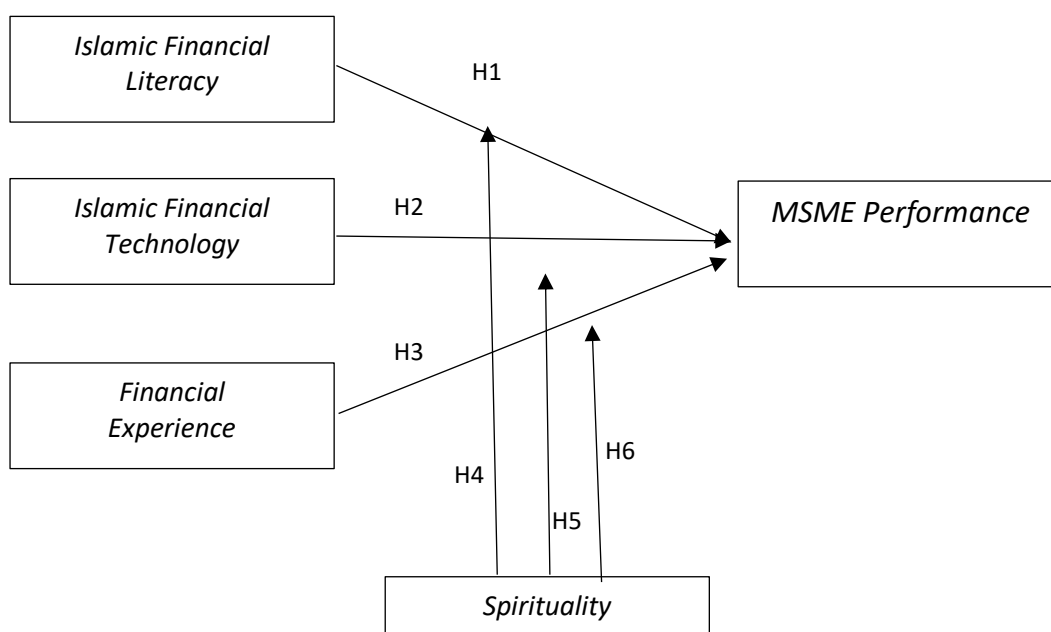 Islamic Financial
Literacy
H1
Islamic Financial
Technology
H2
MSME Performance
H3
Financial
Experience
H4
H5
H6
Spirituality